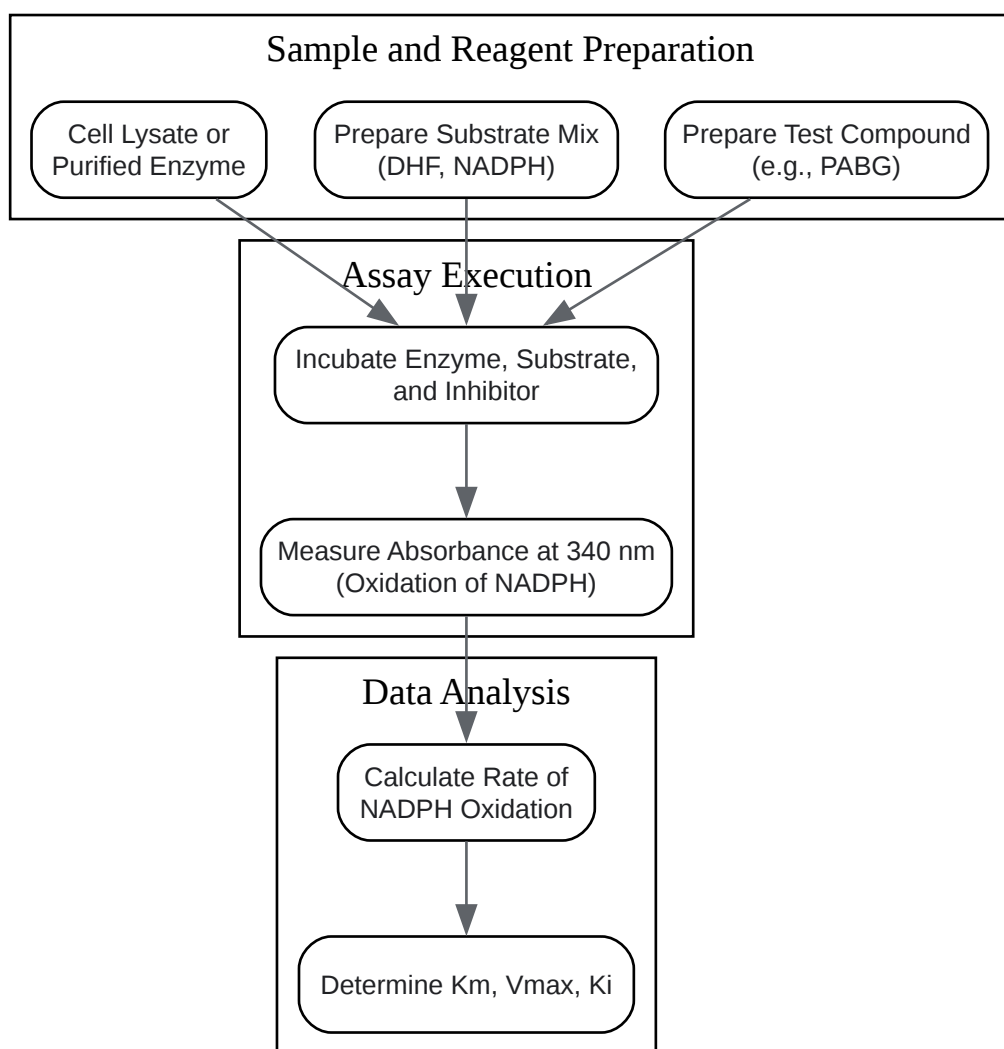 Sample and Reagent Preparation
Cell Lysate or
Purified Enzyme
Prepare Substrate Mix
(DHF, NADPH)
Prepare Test Compound
(e.g., PABG)
Assay Execution
Incubate Enzyme, Substrate,
and Inhibitor
Measure Absorbance at 340 nm
(Oxidation of NADPH)
Data Analysis
Calculate Rate of
NADPH Oxidation
Determine Km, Vmax, Ki